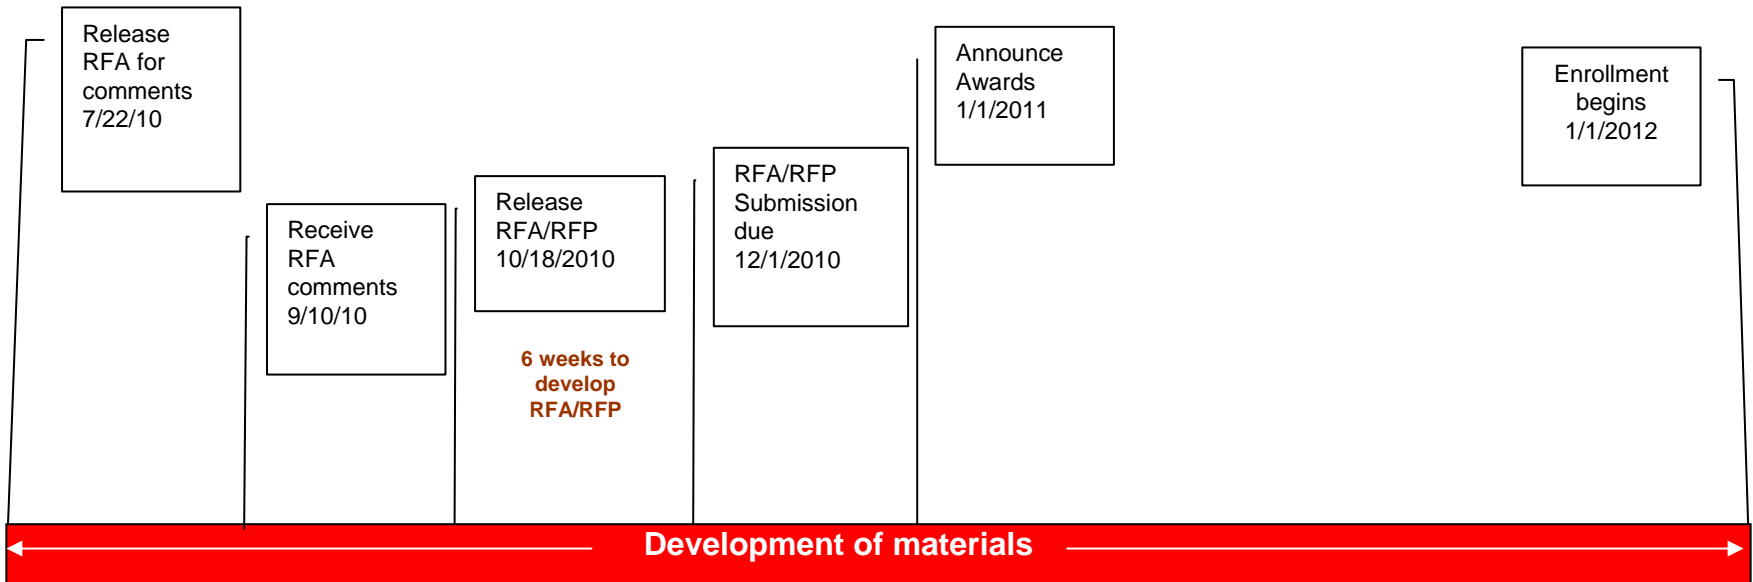 Release
RFA for
comments
7/22/10
Receive
RFA
comments
9/10/10
Release
RFA/RFP
10/18/2010
6 weeks to
develop
RFA/RFP
RFA/RFP
Submission
due
12/1/2010
Announce
Awards
1/1/2011
Enrollment
begins
1/1/2012
Development of materials